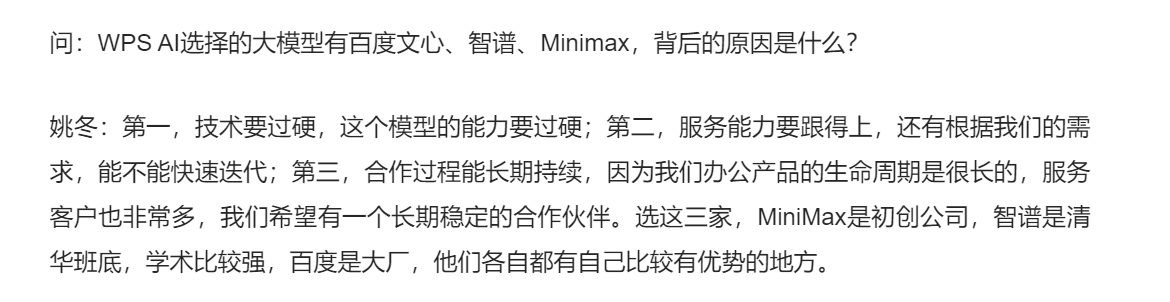 问：WPS AI选择的大模型有百度文心、智谱、Minimax，背后的原因是什么？
姚冬：第一，技术要过硬，这个模型的能力要过硬；第二，服务能力要跟得上，还有根据我们的需
求，能不能快速迭代；第三，合作过程能长期持续，因为我们办公产品的生命周期是很长的，服务
客户也非常多，我们希望有一个长期稳定的合作伙伴。选这三家，MiniMax是初创公司，智谱是清
华班底，学术比较强，百度是大厂，他们各自都有自己比较有优势的地方。